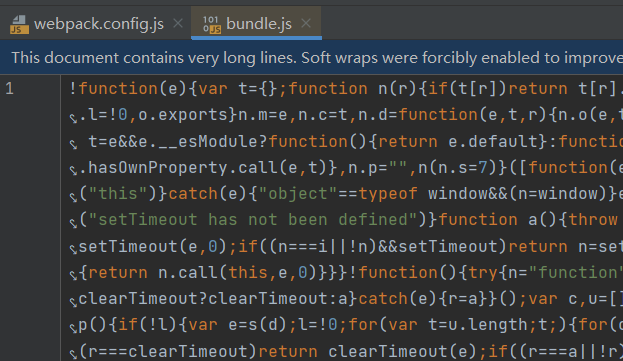 webpack.config.js
bundle.js
This document contains very long lines. Soft wraps were forcibly enabled to improve
1
!function(e){var t={};function n(r){if(t[r])return t[r].
.l=!0,o.exports}n.m=e,n.c=t,n.d=function(e,t,r){n.o(e,t
t=e&&e.__esModule?function(){return e.default}:function
.hasOwnProperty.call(e,t)},n.p="",n(n.s=7)}([function(e
("this")}catch(e){"object"==typeof window&&(n=window)}e
("setTimeout has not been defined")}function a(){throw
setTimeout(e,0);if((n===i||!n)&&setTimeout)return n=set
{return n.call(this,e,0)}}}!function(){try{n="function"
clearTimeout?clearTimeout:a}catch(e){r=a}}();var c,u=[]
p(){if(!l){var e=s(d);l=!0;for(var t=u.length;t;){for(c
(r===clearTimeout)return clearTimeout(e);if((r===a||!r)